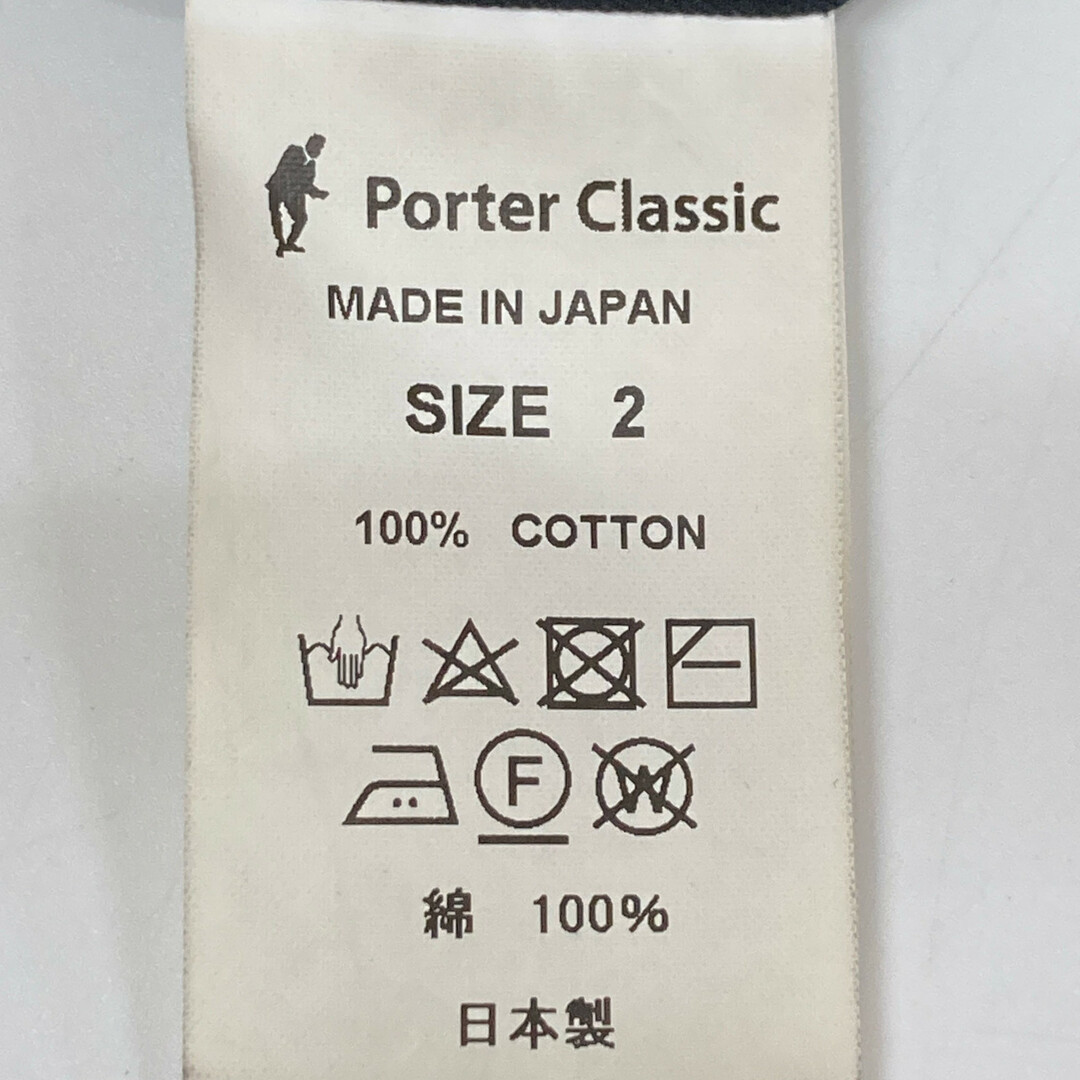 Porter Classic
MADE IN JAPAN
SIZE 2
100% COTTON
F W
綿 100%
日本製